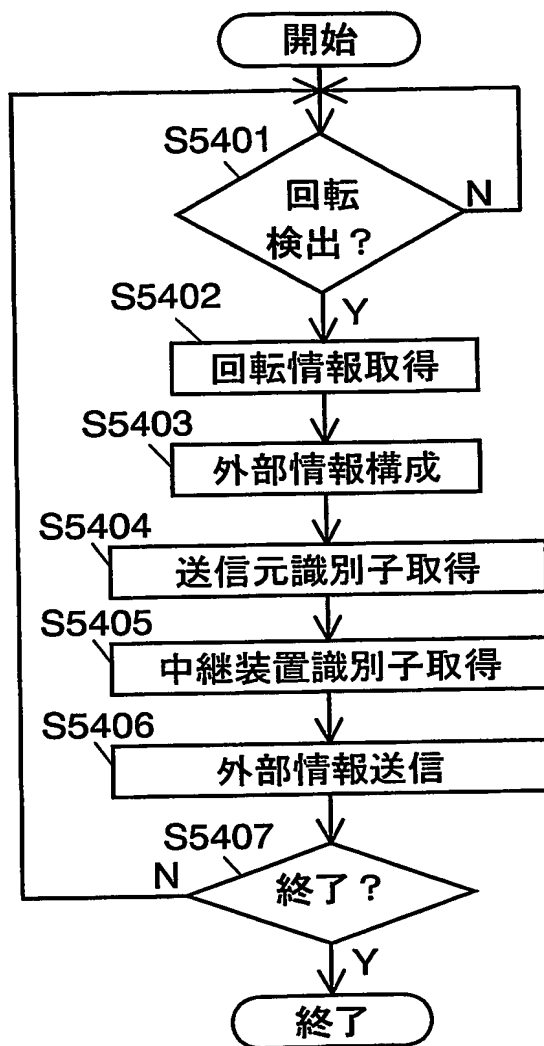 開始
S5401
回転
検出？
N
Y
S5402
回転情報取得
S5403
外部情報構成
S5404
送信元識別子取得
S5405
中継装置識別子取得
S5406
外部情報送信
S5407
N
終了？
Y
終了